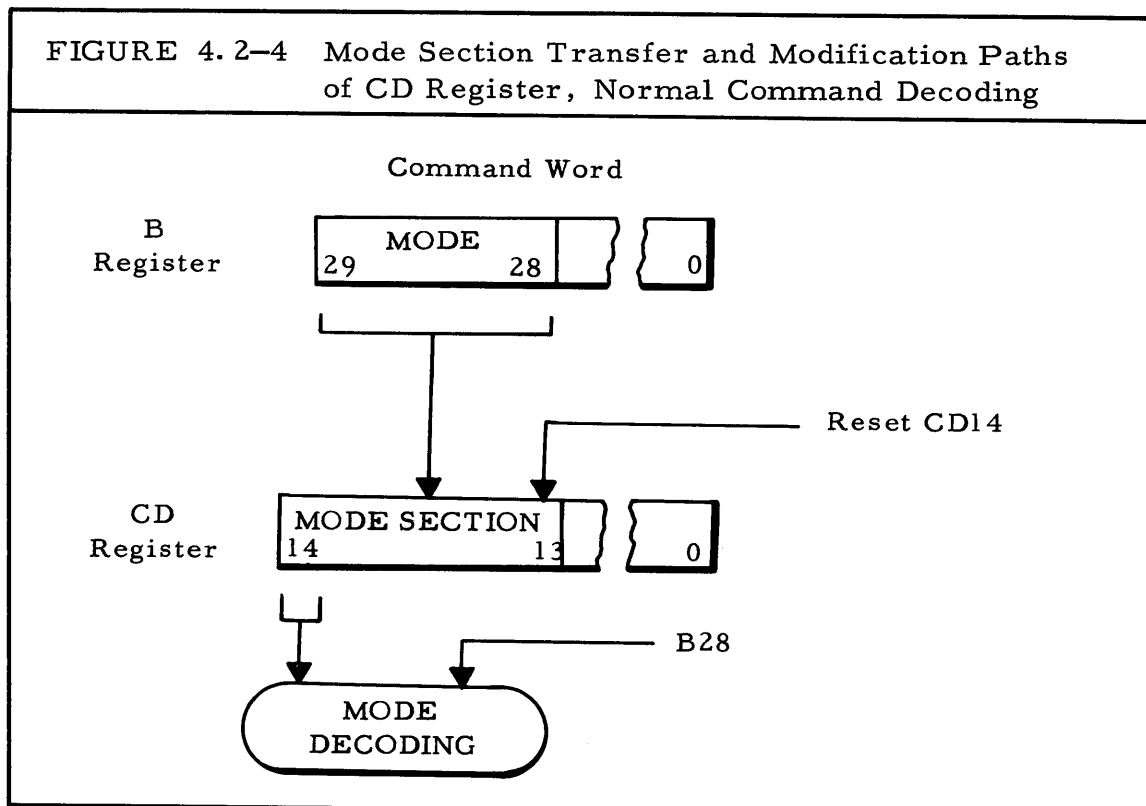 FIGURE 4.2-4 Mode Section Transfer and Modification Paths
of CD Register, Normal Command Decoding
Command Word
B
Register
MODE
29 28 0
Reset CD14
CD
Register
MODE SECTION
14 13 0
B28
MODE
DECODING